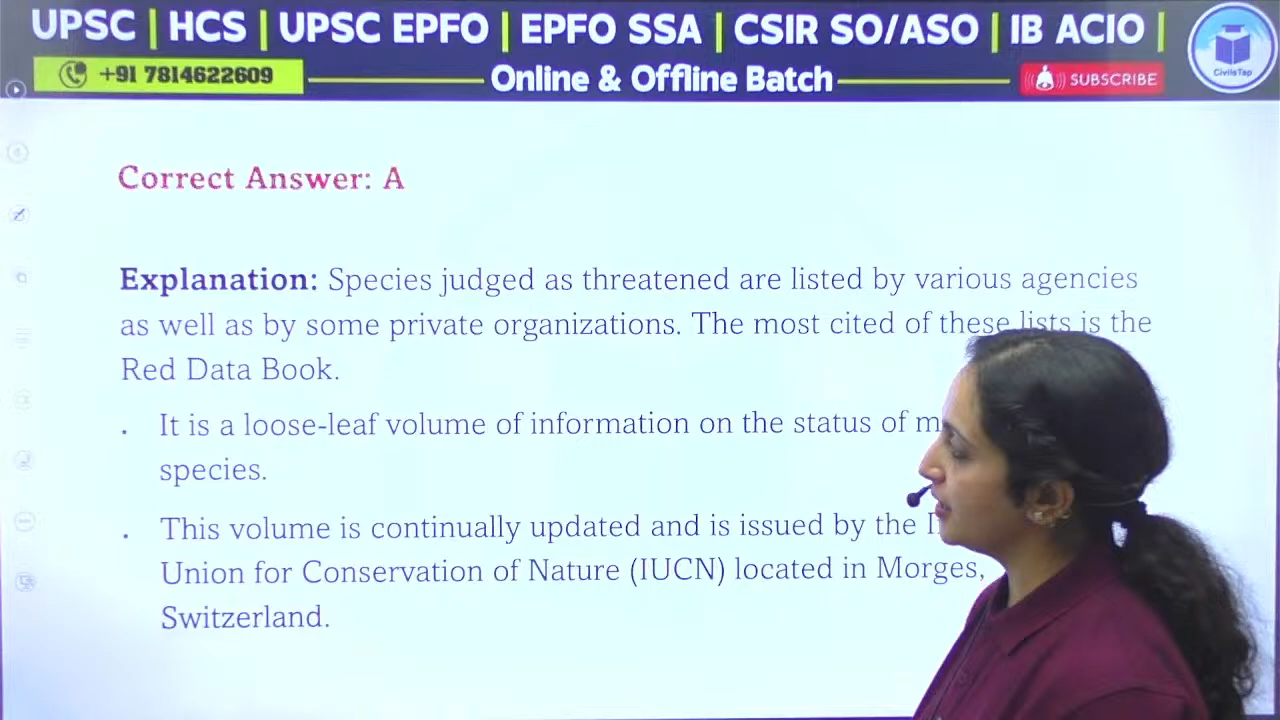 UPSC | HCS | UPSC EPFO | EPFO SSA | CSIR SO/ASO | IB ACIO |
+91 7814622609 Online & Offline Batch SUBSCRIBE
CivilsTap
Correct Answer: A
Explanation: Species judged as threatened are listed by various agencies
as well as by some private organizations. The most cited of these lists is the
Red Data Book.
. It is a loose-leaf volume of information on the status of
species.
. This volume is continually updated and is issued by the
Union for Conservation of Nature (IUCN) located in Morges,
Switzerland.